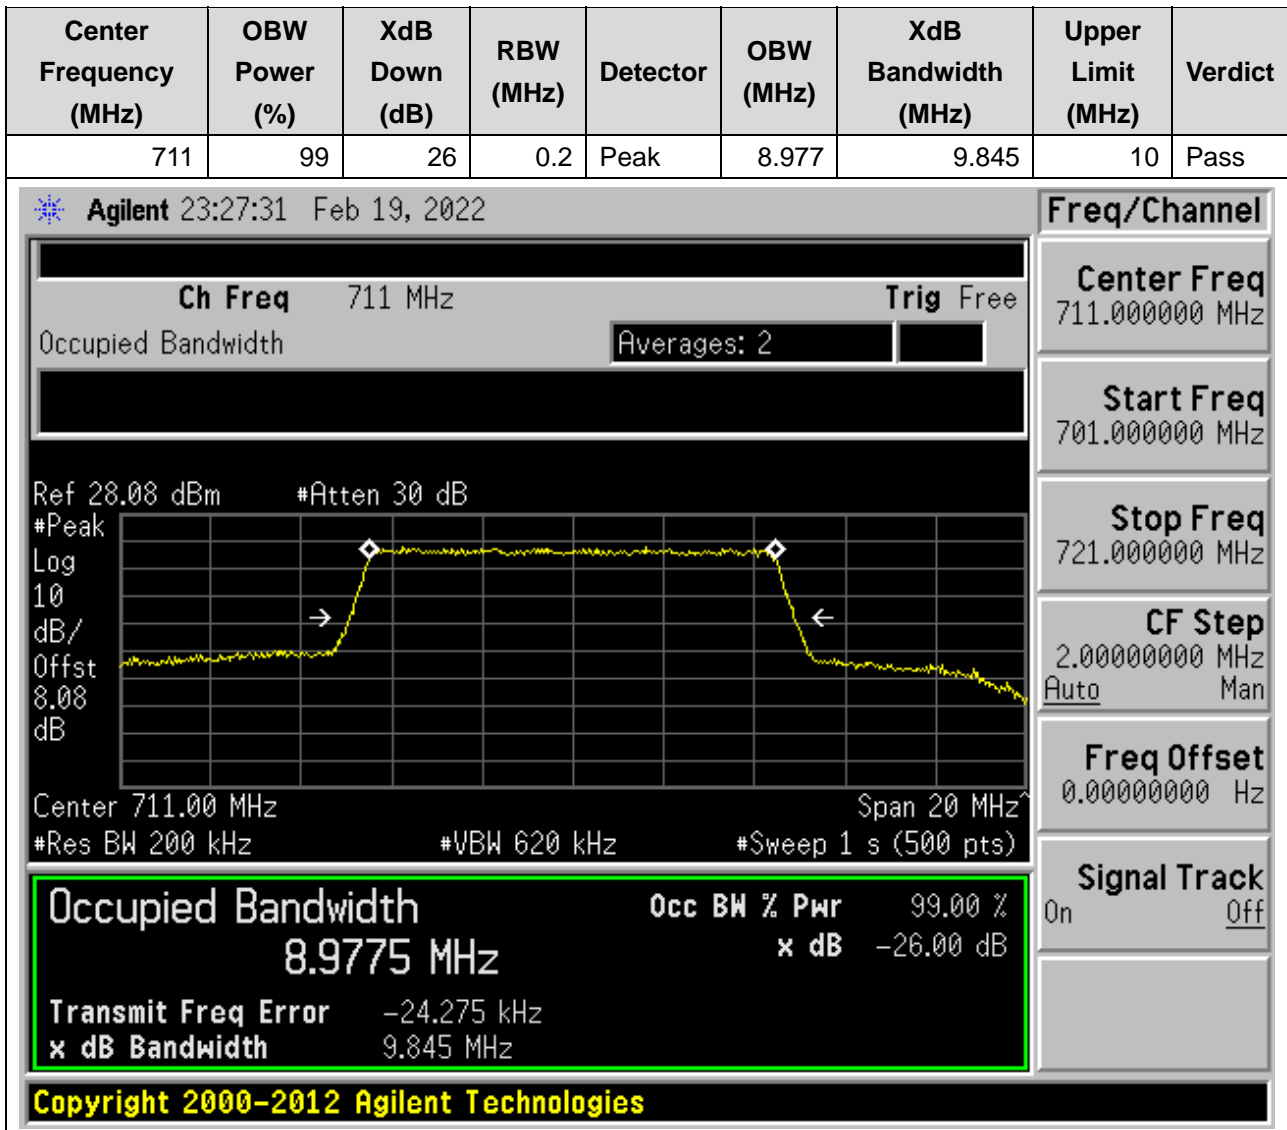 Center Frequency (MHz) OBW Power (%) XdB Down (dB) RBW (MHz) Detector OBW (MHz) XdB Bandwidth (MHz) Upper Limit (MHz) Verdict
711 99 26 0.2 Peak 8.977 9.845 10 Pass
Agilent 23:27:31 Feb 19, 2022 Freq/Channel
Ch Freq 711 MHz Trig Free
Occupied Bandwidth Averages: 2
Center Freq
711.000000 MHz
Start Freq
701.000000 MHz
Stop Freq
721.000000 MHz
CF Step
2.00000000 MHz
Auto Man
Freq Offset
0.00000000 Hz
Signal Track
On Off
Ref 28.08 dBm #Atten 30 dB
#Peak
Log
10
dB/
Offst
8.08
dB
Center 711.00 MHz Span 20 MHz^
#Res BW 200 kHz #VBW 620 kHz #Sweep 1 s (500 pts)
Occupied Bandwidth Occ BW % Pwr 99.00 %
8.9775 MHz x dB -26.00 dB
Transmit Freq Error -24.275 kHz
x dB Bandwidth 9.845 MHz
Copyright 2000-2012 Agilent Technologies